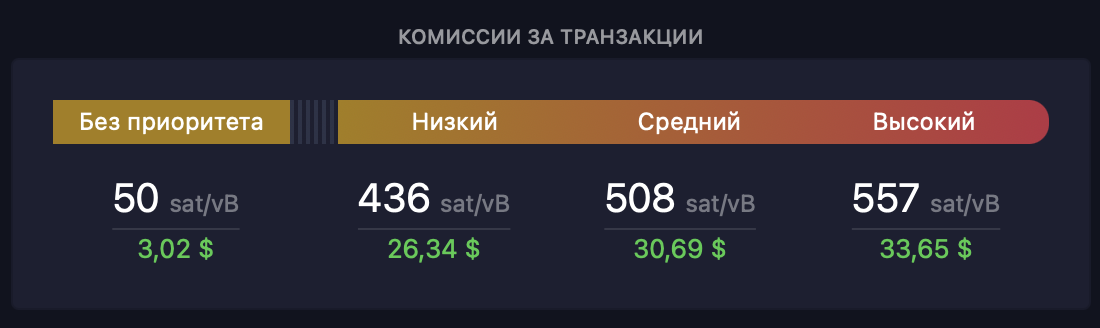 КОМИССИИ ЗА ТРАНЗАКЦИИ
Без приоритета Низкий Средний Высокий
50 sat/vB 436 sat/vB 508 sat/vB 557 sat/vB
3,02 $ 26,34 $ 30,69 $ 33,65 $